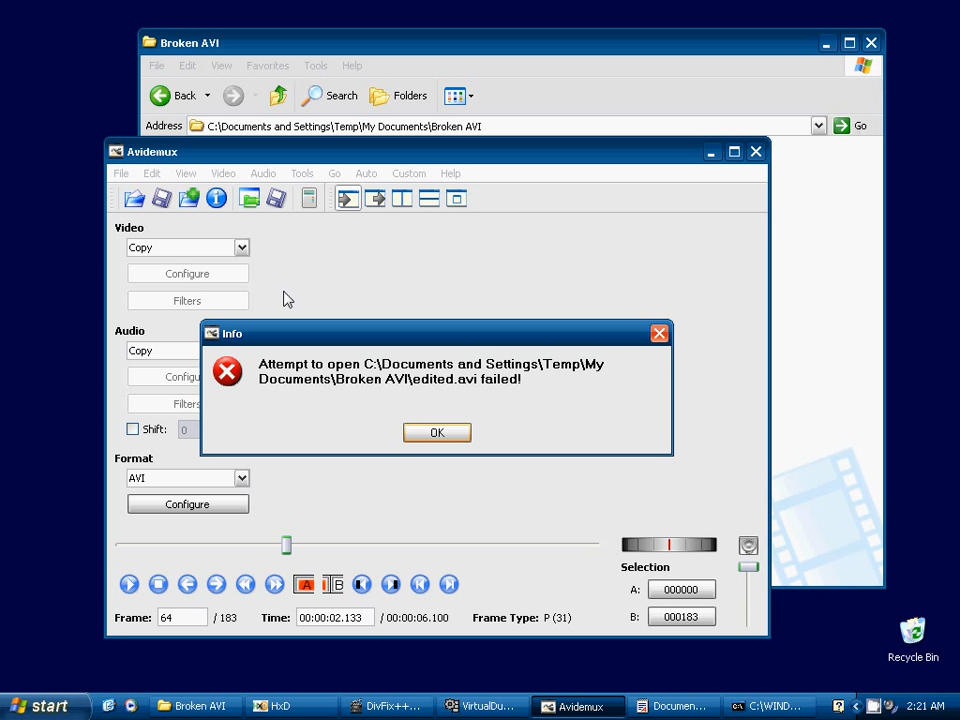 Broken AVI
File Edit View Favorites Tools Help
Back Search Folders
Address C:\Documents and Settings\Temp\My Documents\Broken AVI Go
Avidemux
File Edit View Video Audio Tools Go Auto Custom Help
Video
Copy
Configure
Filters
Audio
Copy
Configu
Filters
Shift: 0
Info
Attempt to open C:\Documents and Settings\Temp\My
Documents\Broken AVI\edited.avi failed!
OK
Format
AVI
Configure
Selection
A: 000000
B: 000183
A B
Frame: 64 / 183 Time: 00:00:02.133 / 00:00:06.100 Frame Type: P (31)
Recycle Bin
start Broken AVI HxD DivFix++... VirtualDu... Avidemux Documen... C:\WIND... 2:21 AM